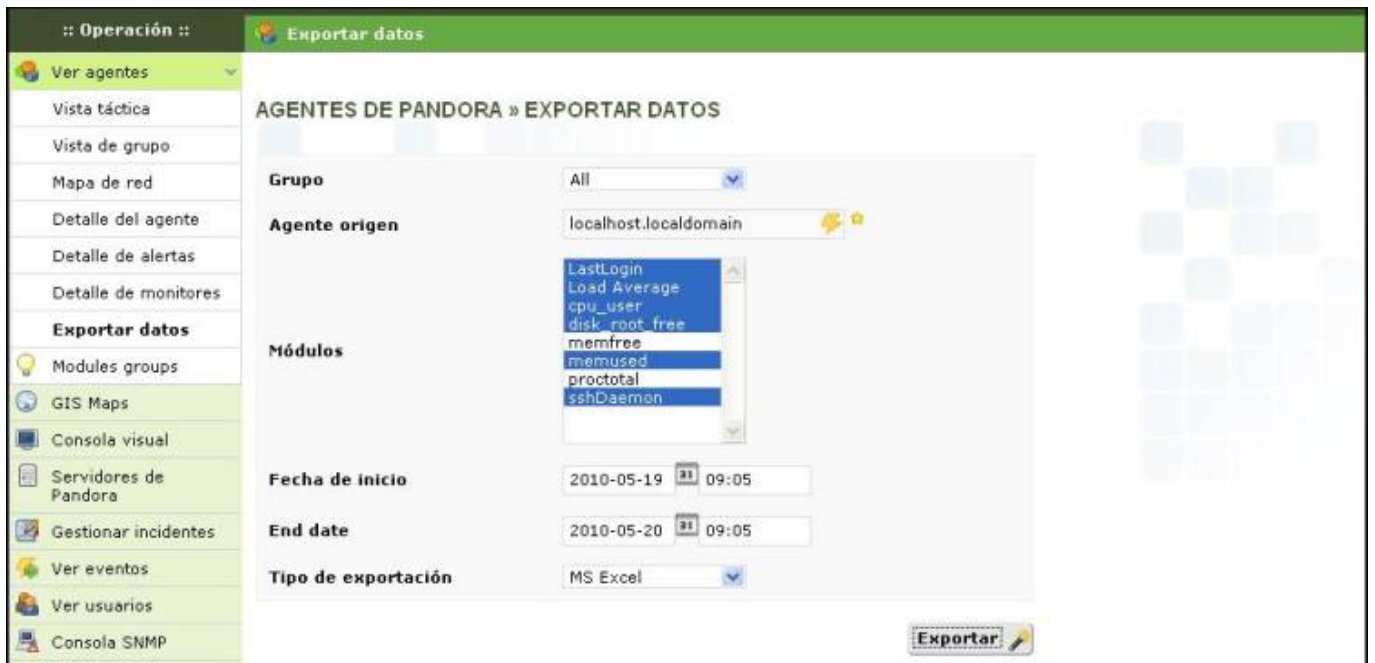 :: Operación ::
Exportar datos
Ver agentes
Vista táctica
Vista de grupo
Mapa de red
Detalle del agente
Detalle de alertas
Detalle de monitores
Exportar datos
Modules groups
GIS Maps
Consola visual
Servidores de
Pandora
Gestionar incidentes
Ver eventos
Ver usuarios
Consola SNMP
AGENTES DE PANDORA » EXPORTAR DATOS
Grupo
All
Agente origen
localhost.localdomain
Módulos
LastLogin
Load Average
cpu_user
disk_root_free
memfree
memused
proctotal
sshDaemon
Fecha de inicio
2010-05-19 31 09:05
End date
2010-05-20 31 09:05
Tipo de exportación
MS Excel
Exportar